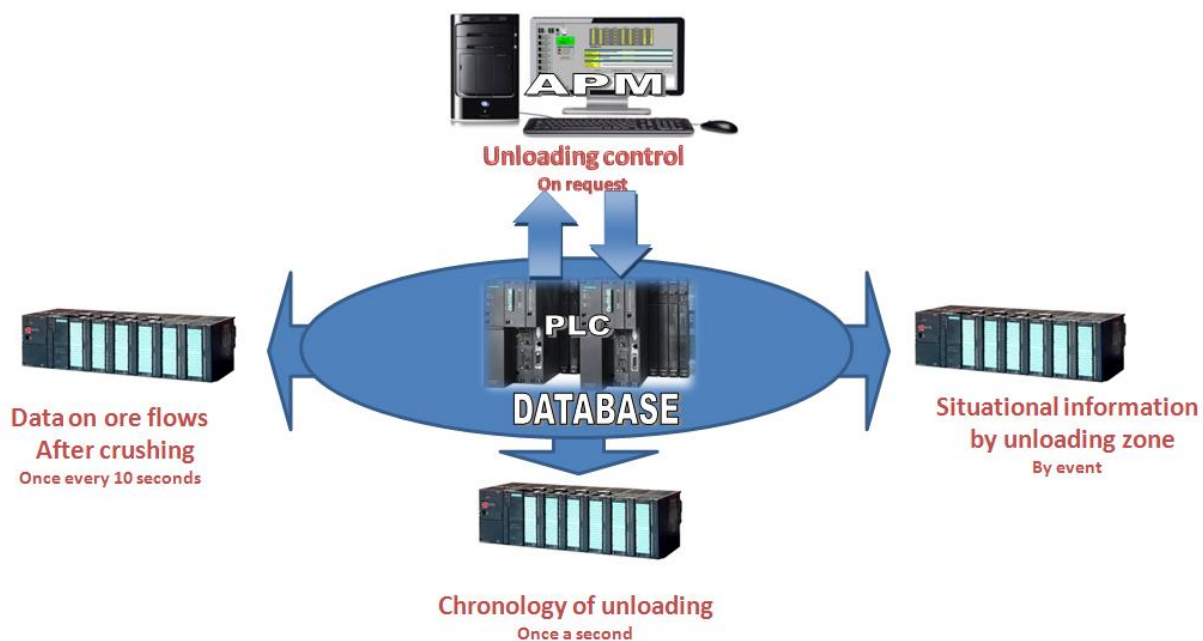 APM
Unloading control
On request
PLC
DATABASE
Data on ore flows
After crushing
Once every 10 seconds
Situational information
by unloading zone
By event
Chronology of unloading
Once a second